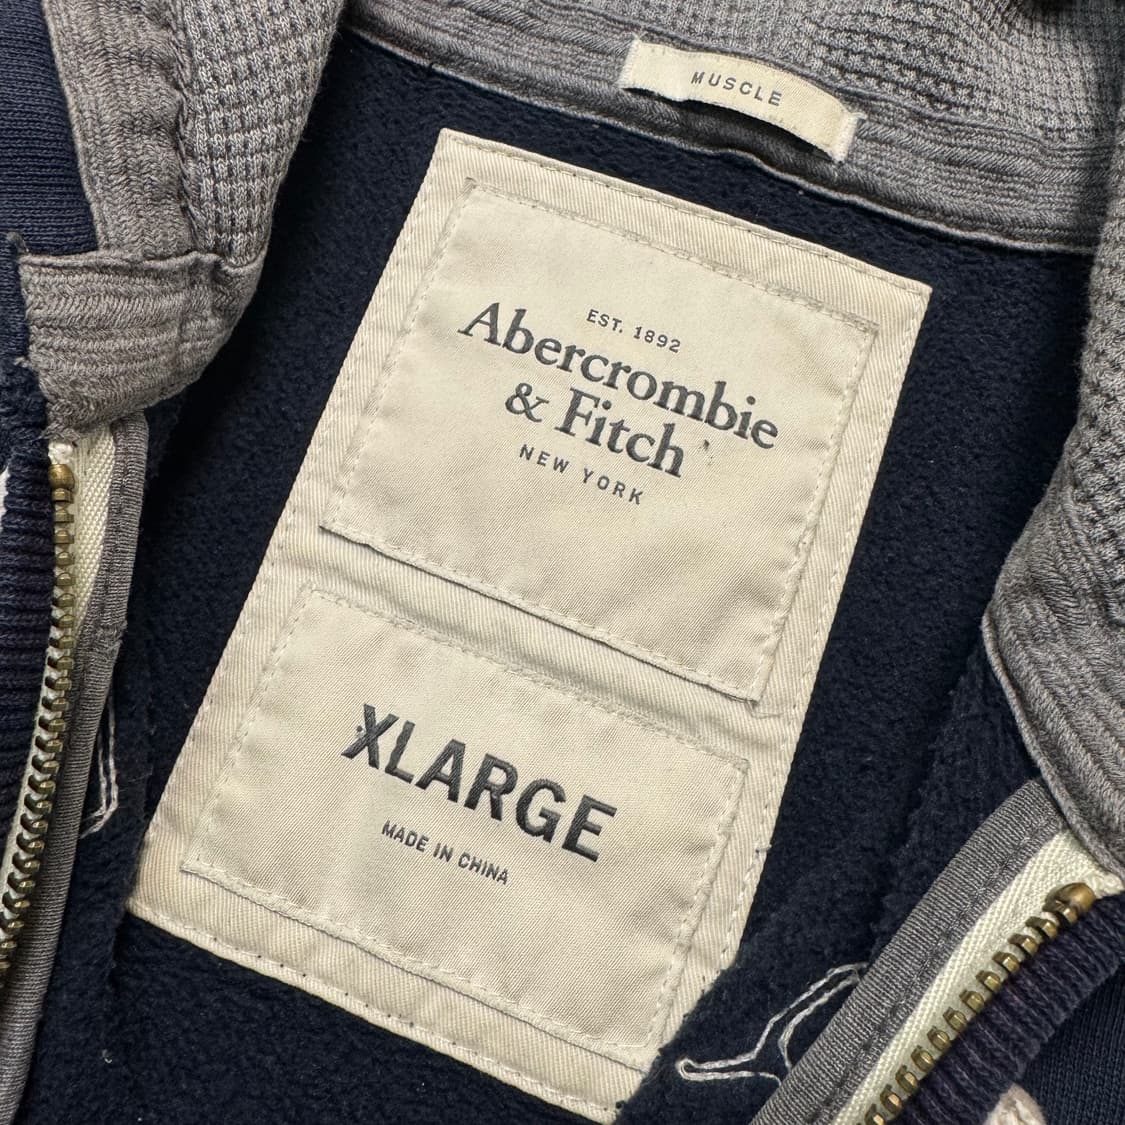 MUSCLE
EST. 1892
Abercrombie
& Fitch
NEW YORK
XLARGE
MADE IN CHINA